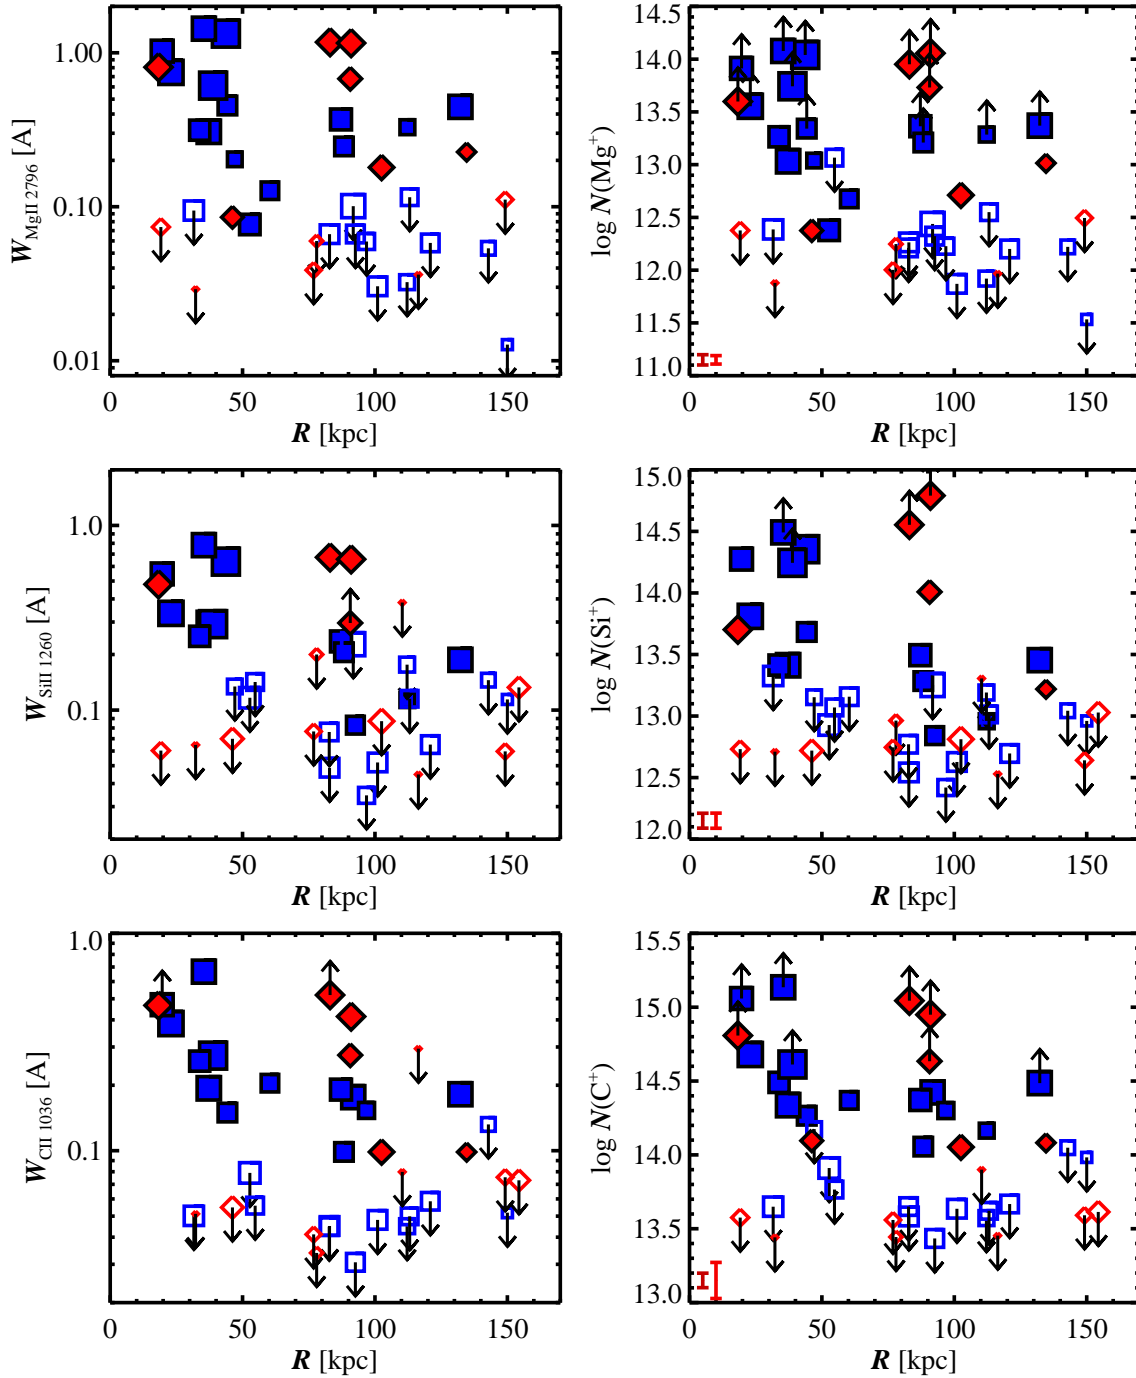 1.00
0.10
0.01
W_MgII 2796 [A]
0 50 100 150
R [kpc]
14.5
14.0
13.5
13.0
12.5
12.0
11.5
11.0
log N(Mg⁺)
0 50 100 150
R [kpc]
1.0
0.1
W_SiII 1260 [A]
0 50 100 150
R [kpc]
15.0
14.5
14.0
13.5
13.0
12.5
12.0
log N(Si⁺)
0 50 100 150
R [kpc]
1.0
0.1
W_CII 1036 [A]
0 50 100 150
R [kpc]
15.5
15.0
14.5
14.0
13.5
13.0
log N(C⁺)
0 50 100 150
R [kpc]